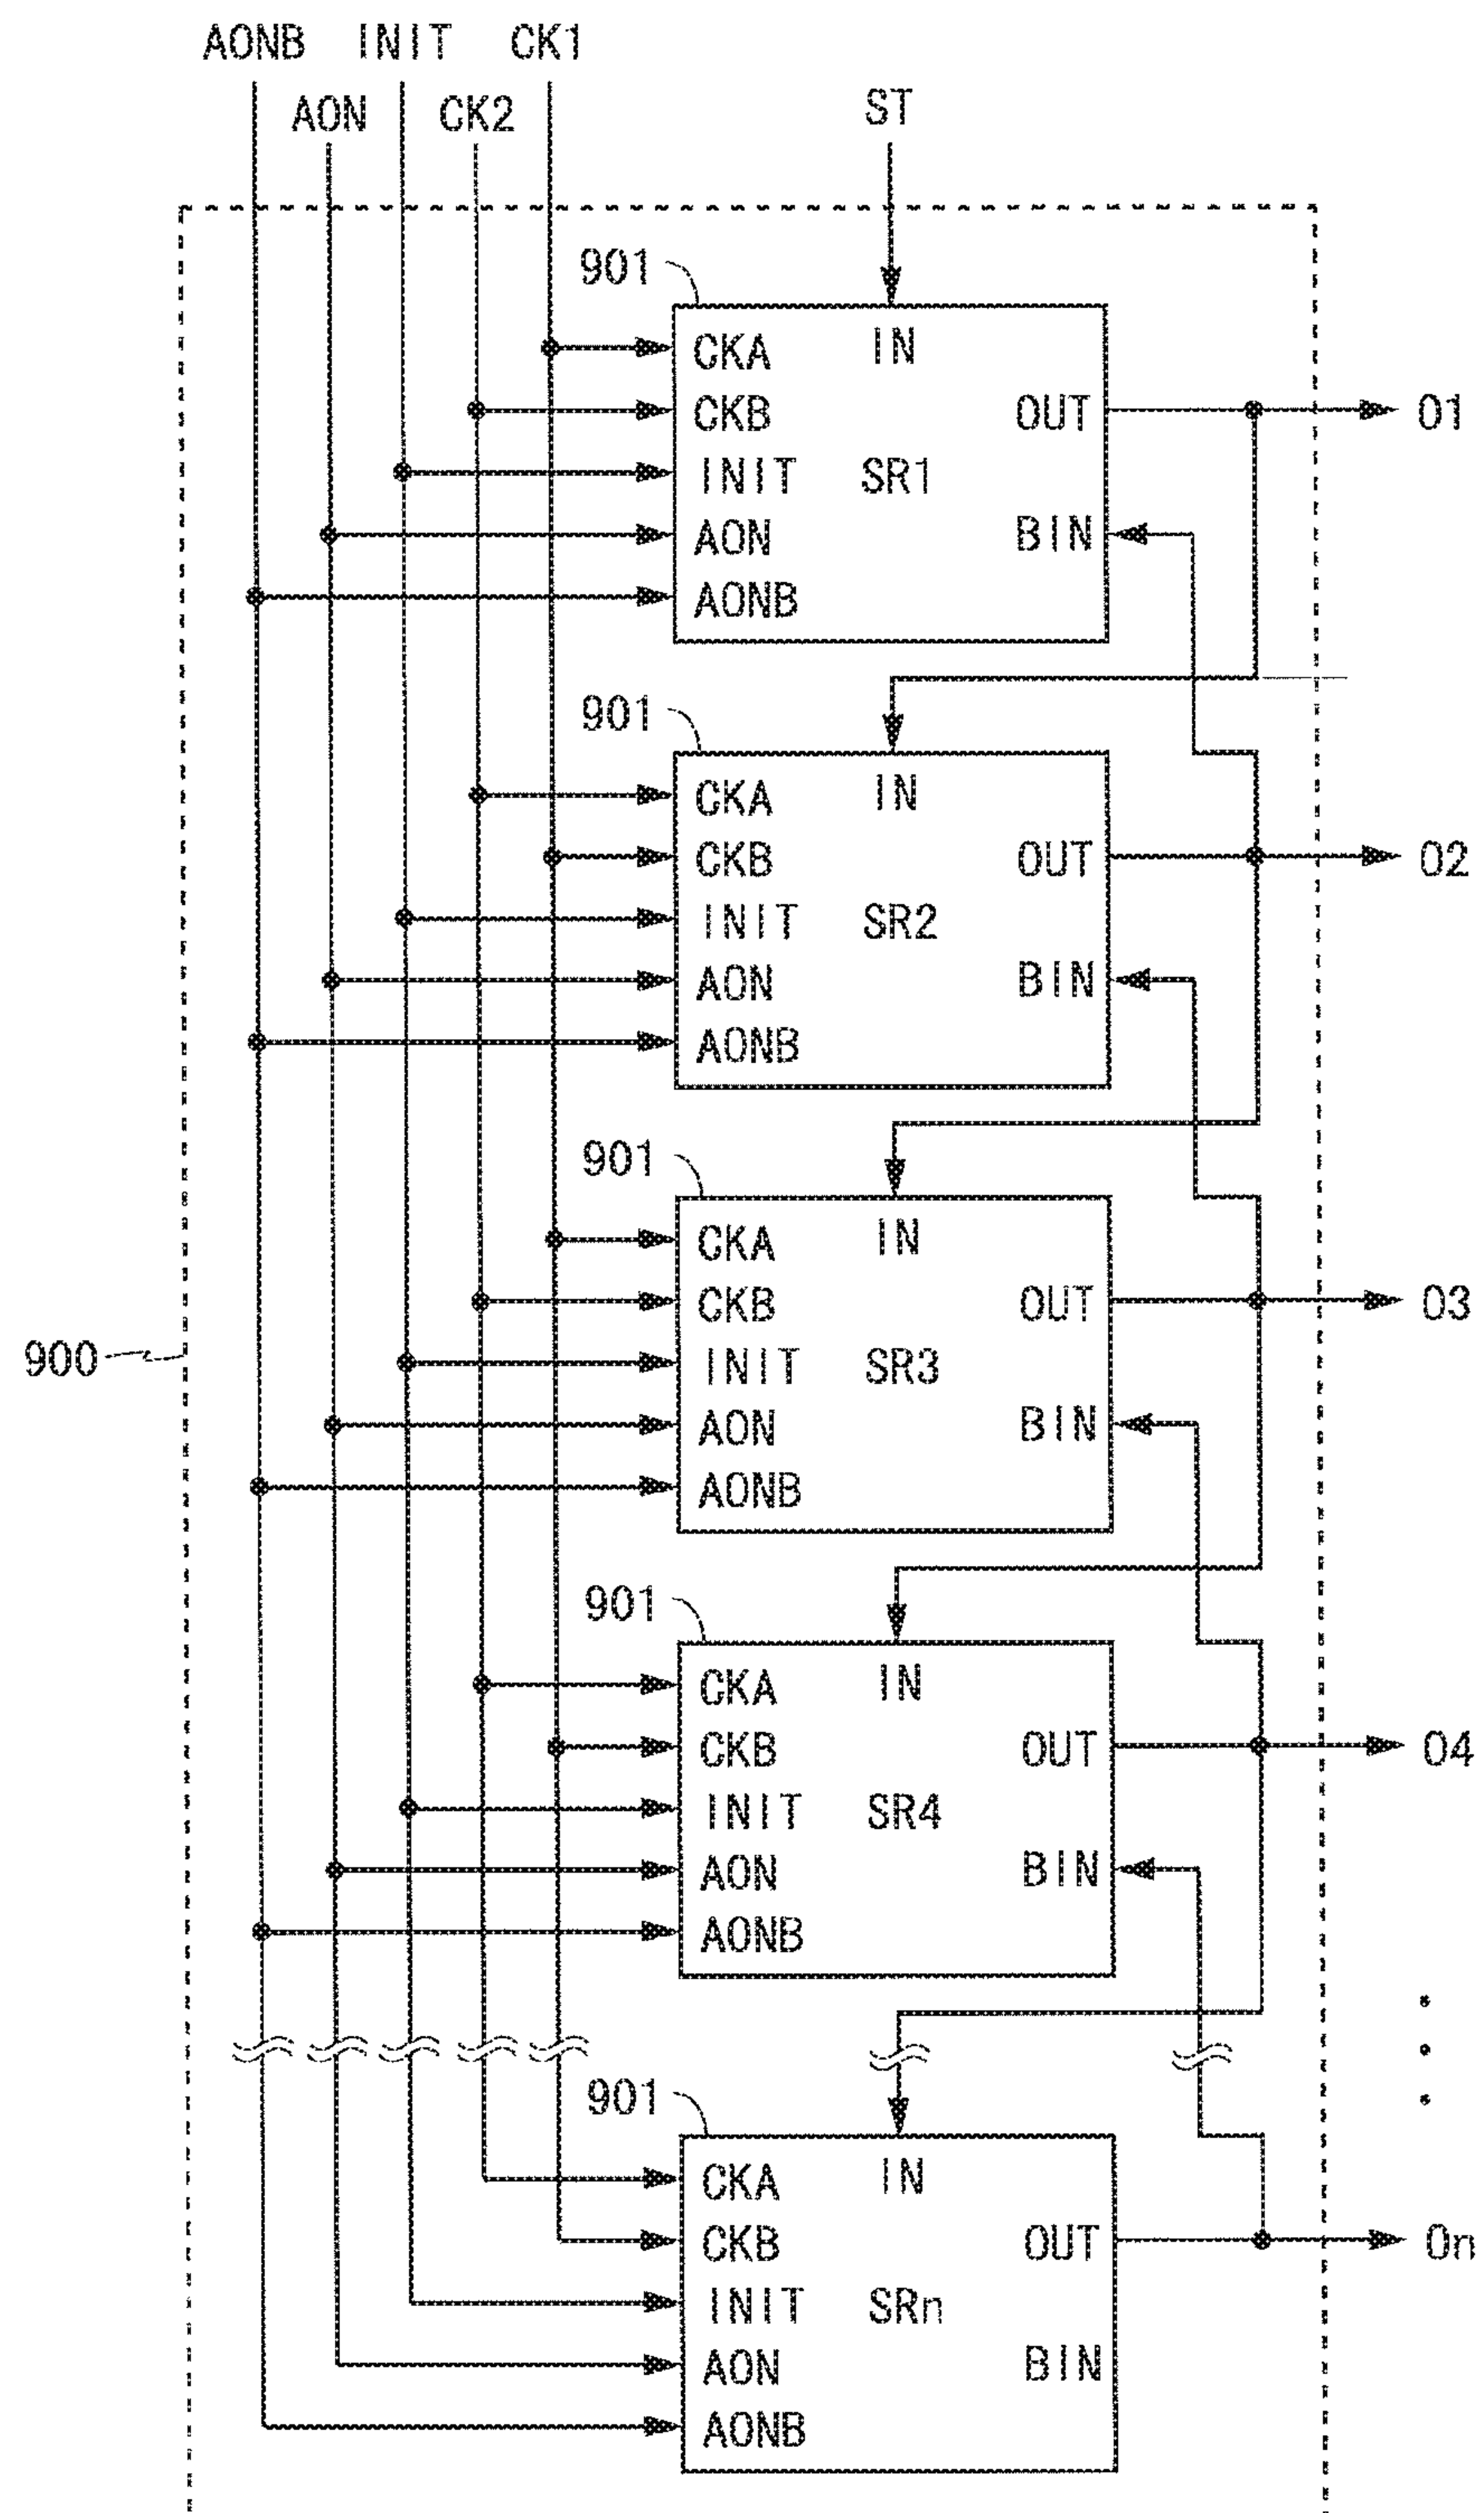 AONB INIT CK1
AON CK2 ST
901
CKA IN
CKB OUT O1
INIT SR1
AON BIN
AONB
901
CKA IN
CKB OUT O2
INIT SR2
AON BIN
AONB
901
CKA IN
CKB OUT O3
900
INIT SR3
AON BIN
AONB
901
CKA IN
CKB OUT O4
INIT SR4
AON BIN
AONB
901
CKA IN
CKB OUT On
INIT SRn
AON BIN
AONB